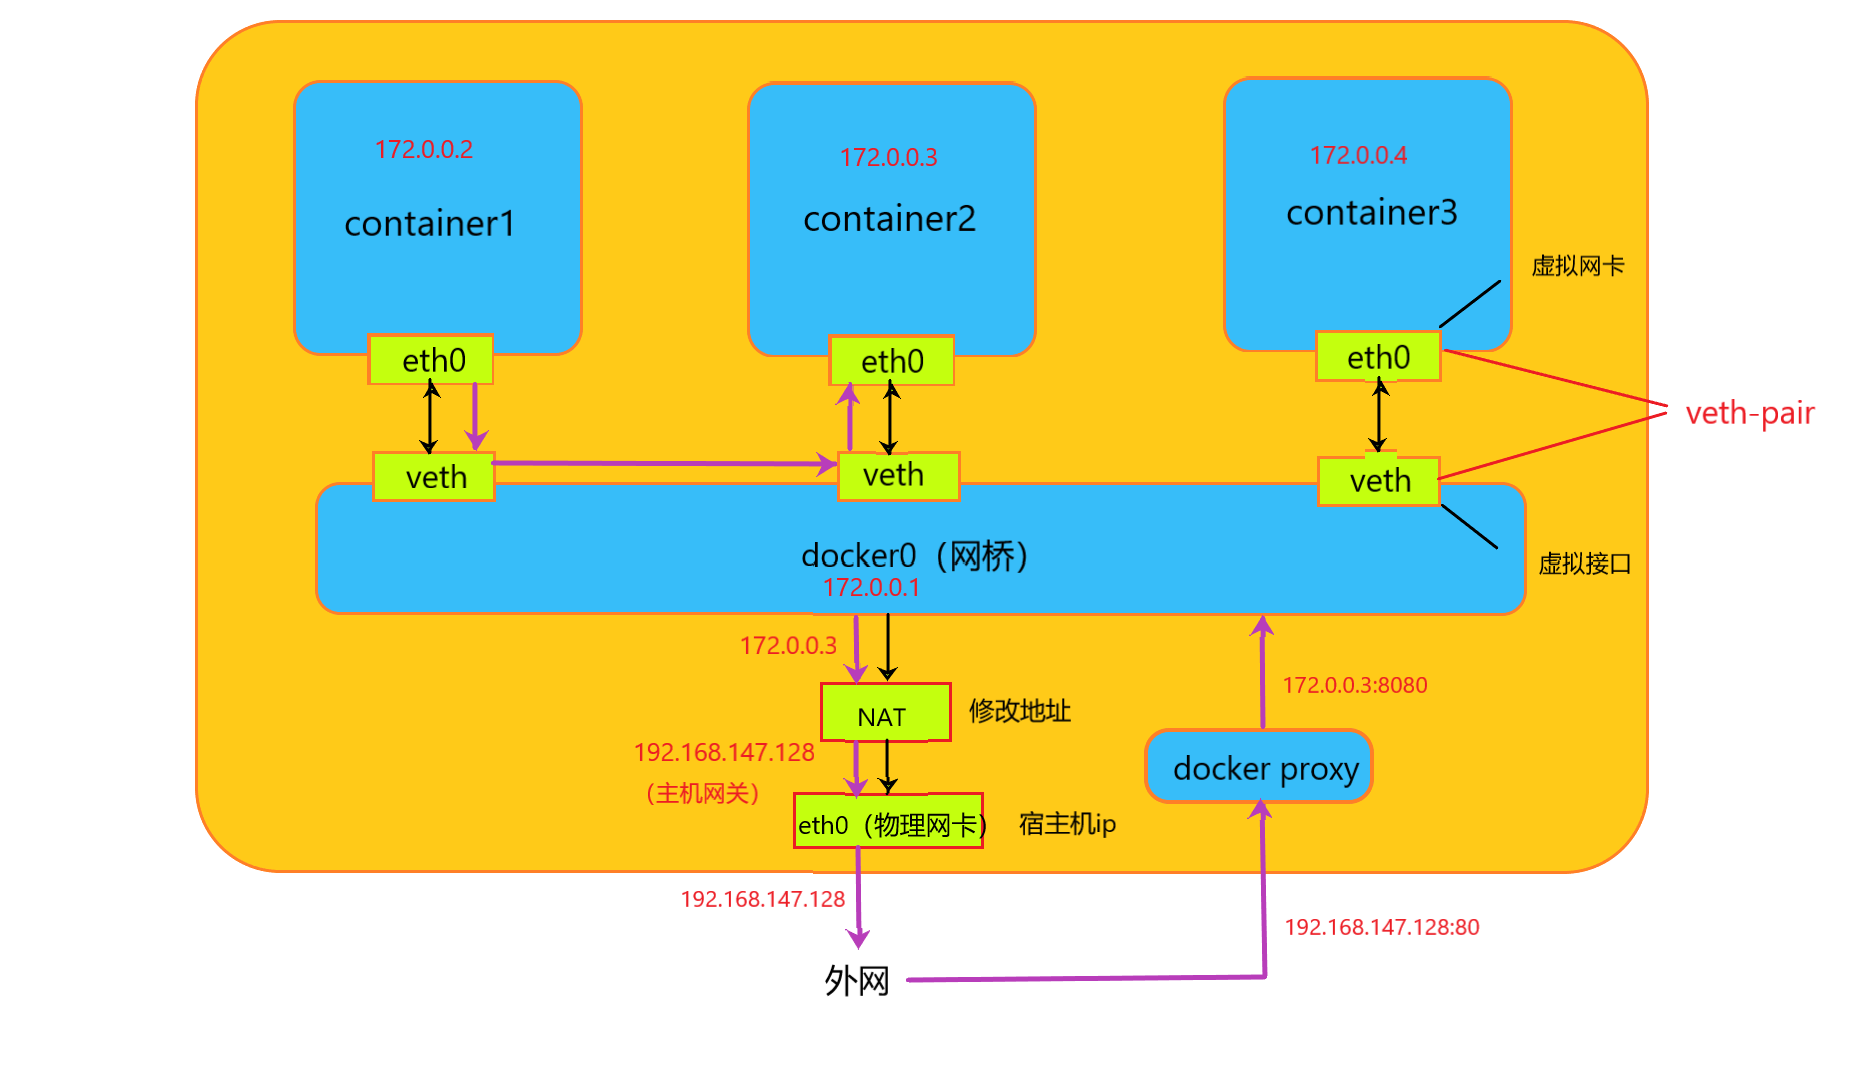 172.0.0.2
container1
172.0.0.3
container2
172.0.0.4
container3
虚拟网卡
eth0
eth0
eth0
veth-pair
veth
veth
veth
docker0（网桥）
172.0.0.1
虚拟接口
172.0.0.3
172.0.0.3:8080
NAT
修改地址
192.168.147.128
（主机网关）
docker proxy
eth0（物理网卡）
宿主机ip
192.168.147.128
192.168.147.128:80
外网